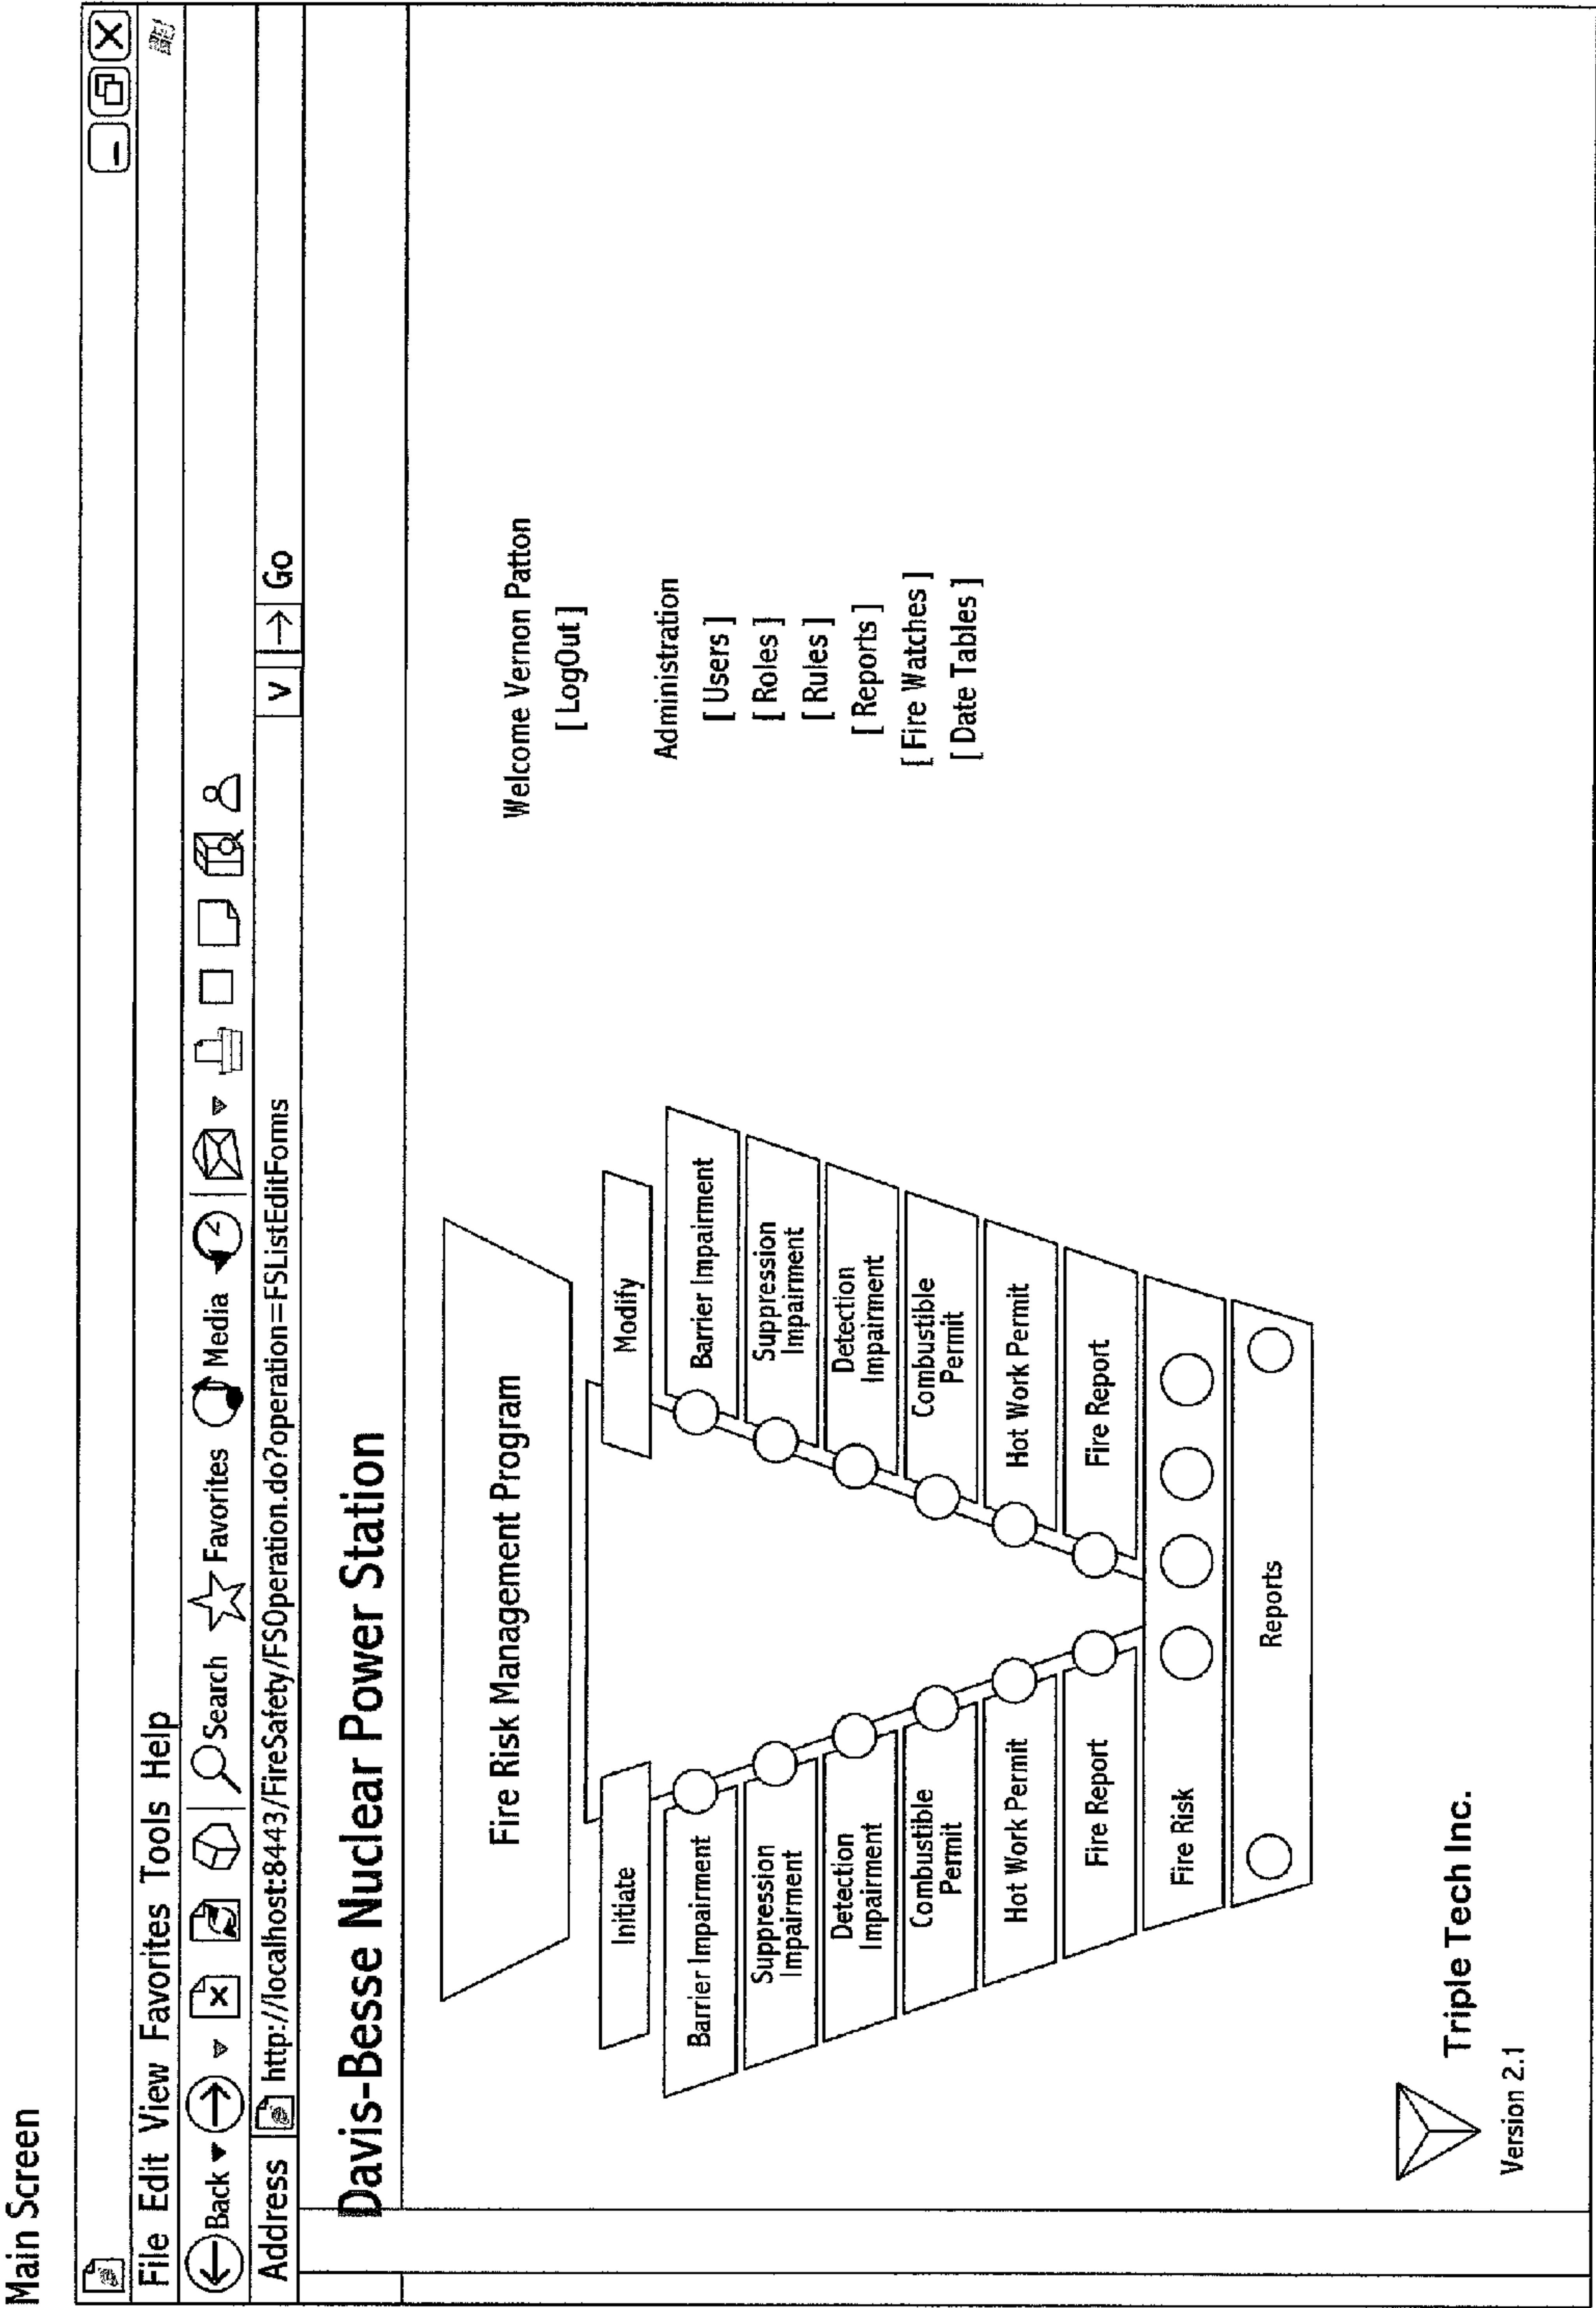 Main Screen
File Edit View Favorites Tools Help
Back Search Favorites Media
Address http://localhost:8443/FireSafety/FSOperation.do?operation=FSListEditForms v Go
Davis-Besse Nuclear Power Station
Fire Risk Management Program
Initiate
Modify
Barrier Impairment
Barrier Impairment
Suppression
Impairment
Suppression
Impairment
Detection
Impairment
Detection
Impairment
Combustible
Permit
Combustible
Permit
Hot Work Permit
Hot Work Permit
Fire Report
Fire Report
Fire Risk
Reports
Welcome Vernon Patton
[ LogOut ]
Administration
[ Users ]
[ Roles ]
[ Rules ]
[ Reports ]
[ Fire Watches ]
[ Date Tables ]
Triple Tech Inc.
Version 2.1